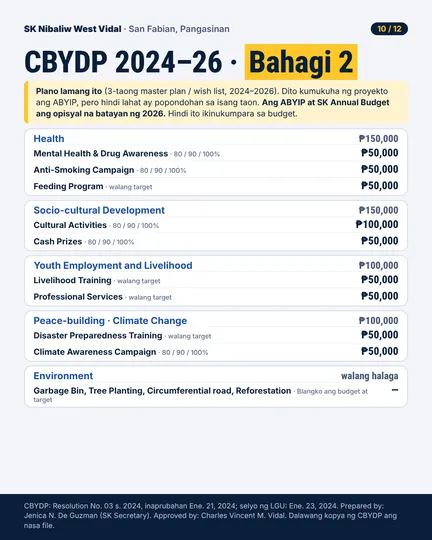 SK Nibaliw West Vidal · San Fabian, Pangasinan
10 / 12
CBYDP 2024–26 · Bahagi 2
Plano lamang ito (3-taong master plan / wish list, 2024–2026). Dito kumukuha ng proyekto
ang ABYIP, pero hindi lahat ay popondohan sa isang taon. Ang ABYIP at SK Annual Budget
ang opisyal na batayan ng 2026. Hindi ito ikinukumpara sa budget.
Health ₱150,000
Mental Health & Drug Awareness · 80 / 90 / 100% ₱50,000
Anti-Smoking Campaign · 80 / 90 / 100% ₱50,000
Feeding Program · walang target ₱50,000
Socio-cultural Development ₱150,000
Cultural Activities · 80 / 90 / 100% ₱100,000
Cash Prizes · 80 / 90 / 100% ₱50,000
Youth Employment and Livelihood ₱100,000
Livelihood Training · walang target ₱50,000
Professional Services · walang target ₱50,000
Peace-building · Climate Change ₱100,000
Disaster Preparedness Training · walang target ₱50,000
Climate Awareness Campaign · 80 / 90 / 100% ₱50,000
Environment walang halaga
Garbage Bin, Tree Planting, Circumferential road, Reforestation · Blangko ang budget at –
target
CBYDP: Resolution No. 03 s. 2024, inaprubahan Ene. 21, 2024; selyo ng LGU: Ene. 23, 2024. Prepared by:
Jenica N. De Guzman (SK Secretary). Approved by: Charles Vincent M. Vidal. Dalawang kopya ng CBYDP ang
nasa file.